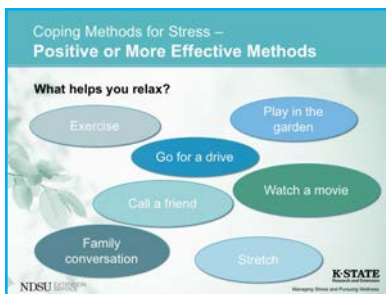 Coping Methods for Stress –
Positive or More Effective Methods
What helps you relax?
Exercise
Play in the
garden
Go for a drive
Call a friend
Watch a movie
Family
conversation
Stretch
NDSU EXTENSION
K-STATE
Research and Extension
Managing Stress and Pursuing Wellness